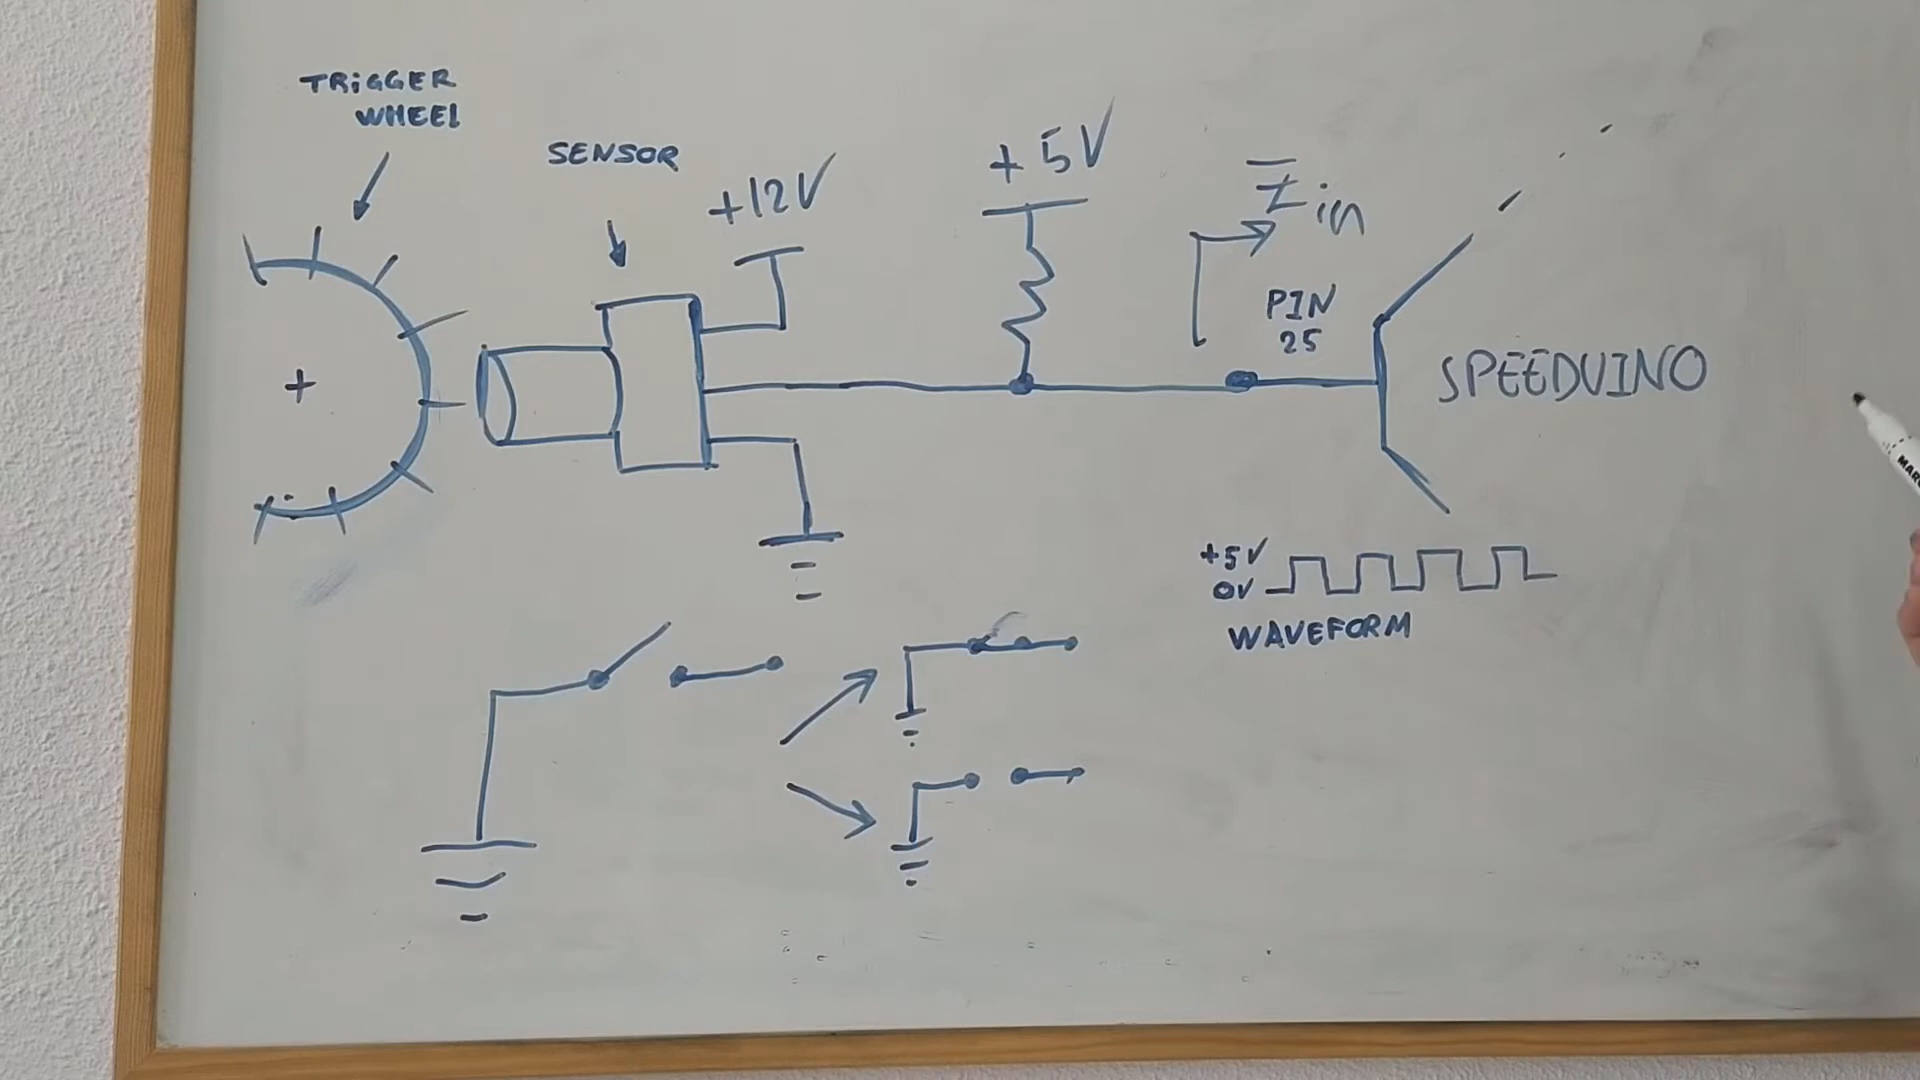 TRIGGER
WHEEL
SENSOR
+12V
+5V
Zin
PIN
25
SPEEDUINO
+
+5V
0V
WAVEFORM